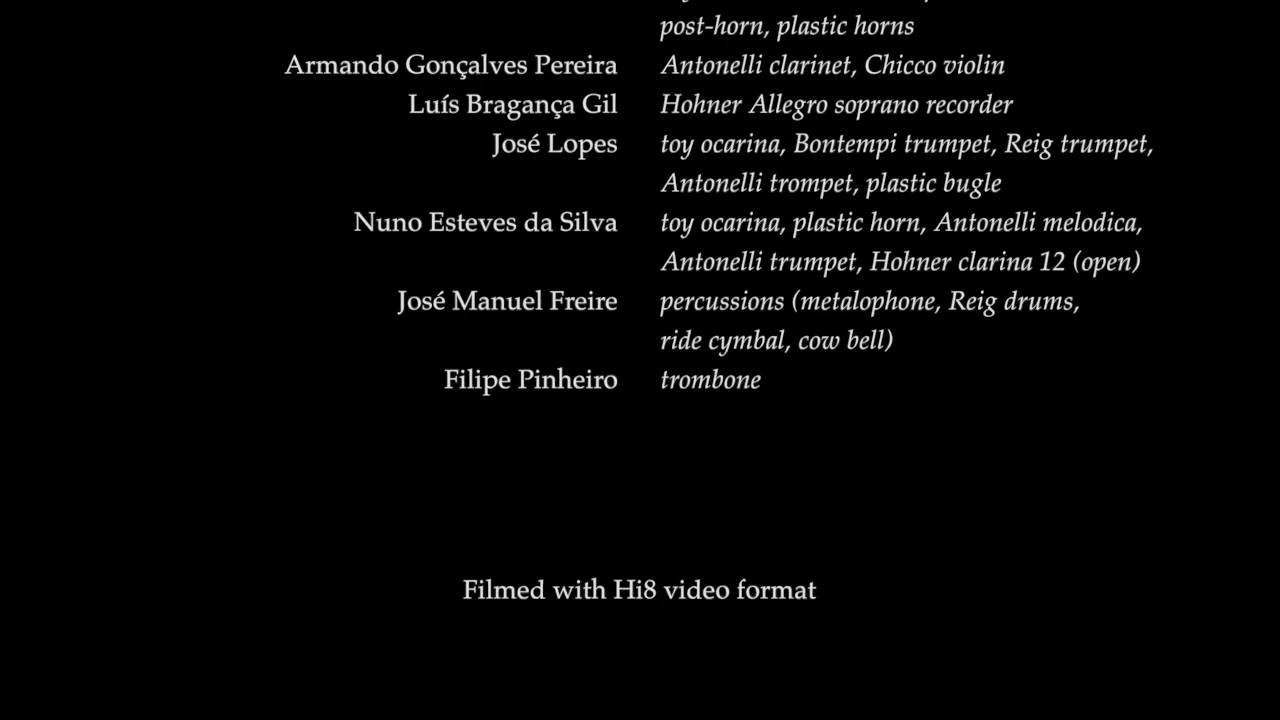 post-horn, plastic horns
Armando Gonçalves Pereira Antonelli clarinet, Chicco violin
Luís Bragança Gil Hohner Allegro soprano recorder
José Lopes toy ocarina, Bontempi trumpet, Reig trumpet,
Antonelli trompet, plastic bugle
Nuno Esteves da Silva toy ocarina, plastic horn, Antonelli melodica,
Antonelli trumpet, Hohner clarina 12 (open)
José Manuel Freire percussions (metalophone, Reig drums,
ride cymbal, cow bell)
Filipe Pinheiro trombone
Filmed with Hi8 video format